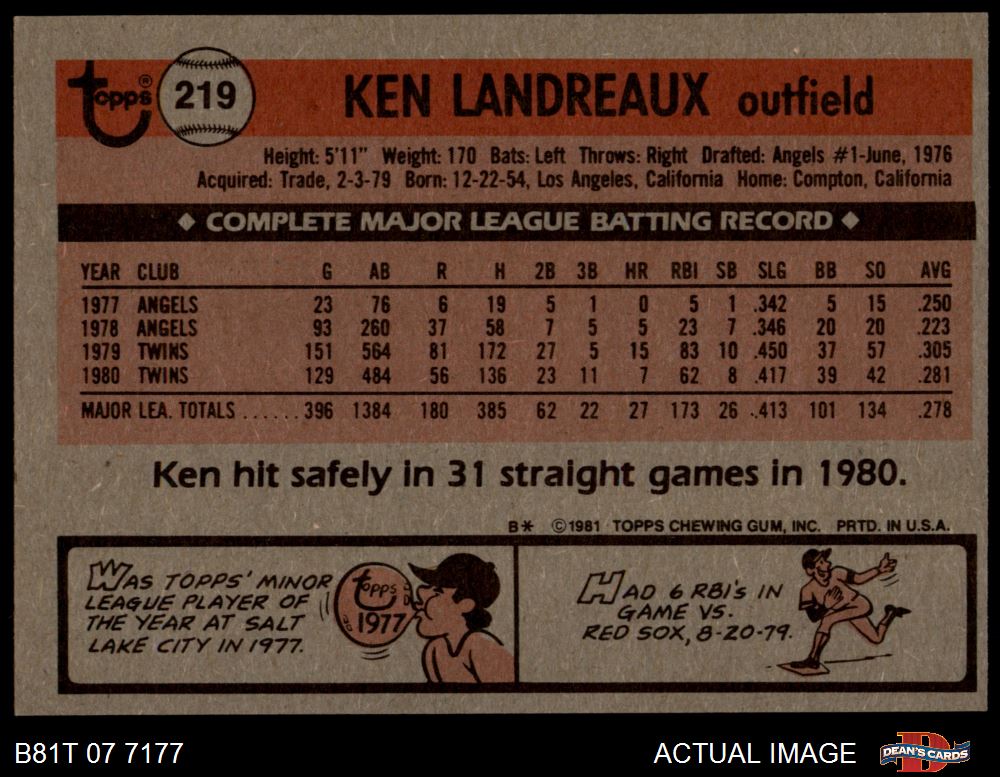 Topps® 219 KEN LANDREAUX outfield
Height: 5'11" Weight: 170 Bats: Left Throws: Right Drafted: Angels #1-June, 1976
Acquired: Trade, 2-3-79 Born: 12-22-54, Los Angeles, California Home: Compton, California
◆ COMPLETE MAJOR LEAGUE BATTING RECORD ◆
YEAR CLUB G AB R H 2B 3B HR RBI SB SLG BB SO AVG
1977 ANGELS 23 76 6 19 5 1 0 5 1 .342 5 15 .250
1978 ANGELS 93 260 37 58 7 5 5 23 7 .346 20 20 .223
1979 TWINS 151 564 81 172 27 5 15 83 10 .450 37 57 .305
1980 TWINS 129 484 56 136 23 11 7 62 8 .417 39 42 .281
MAJOR LEA. TOTALS ...... 396 1384 180 385 62 22 27 173 26 .413 101 134 .278
Ken hit safely in 31 straight games in 1980.
B* ©1981 TOPPS CHEWING GUM, INC. PRTD. IN U.S.A.
WAS TOPPS' MINOR
LEAGUE PLAYER OF
THE YEAR AT SALT
LAKE CITY IN 1977.
Topps
1977
HAD 6 RBI'S IN
GAME VS.
RED SOX, 8-20-79.
B81T 07 7177 ACTUAL IMAGE DEAN'S CARDS